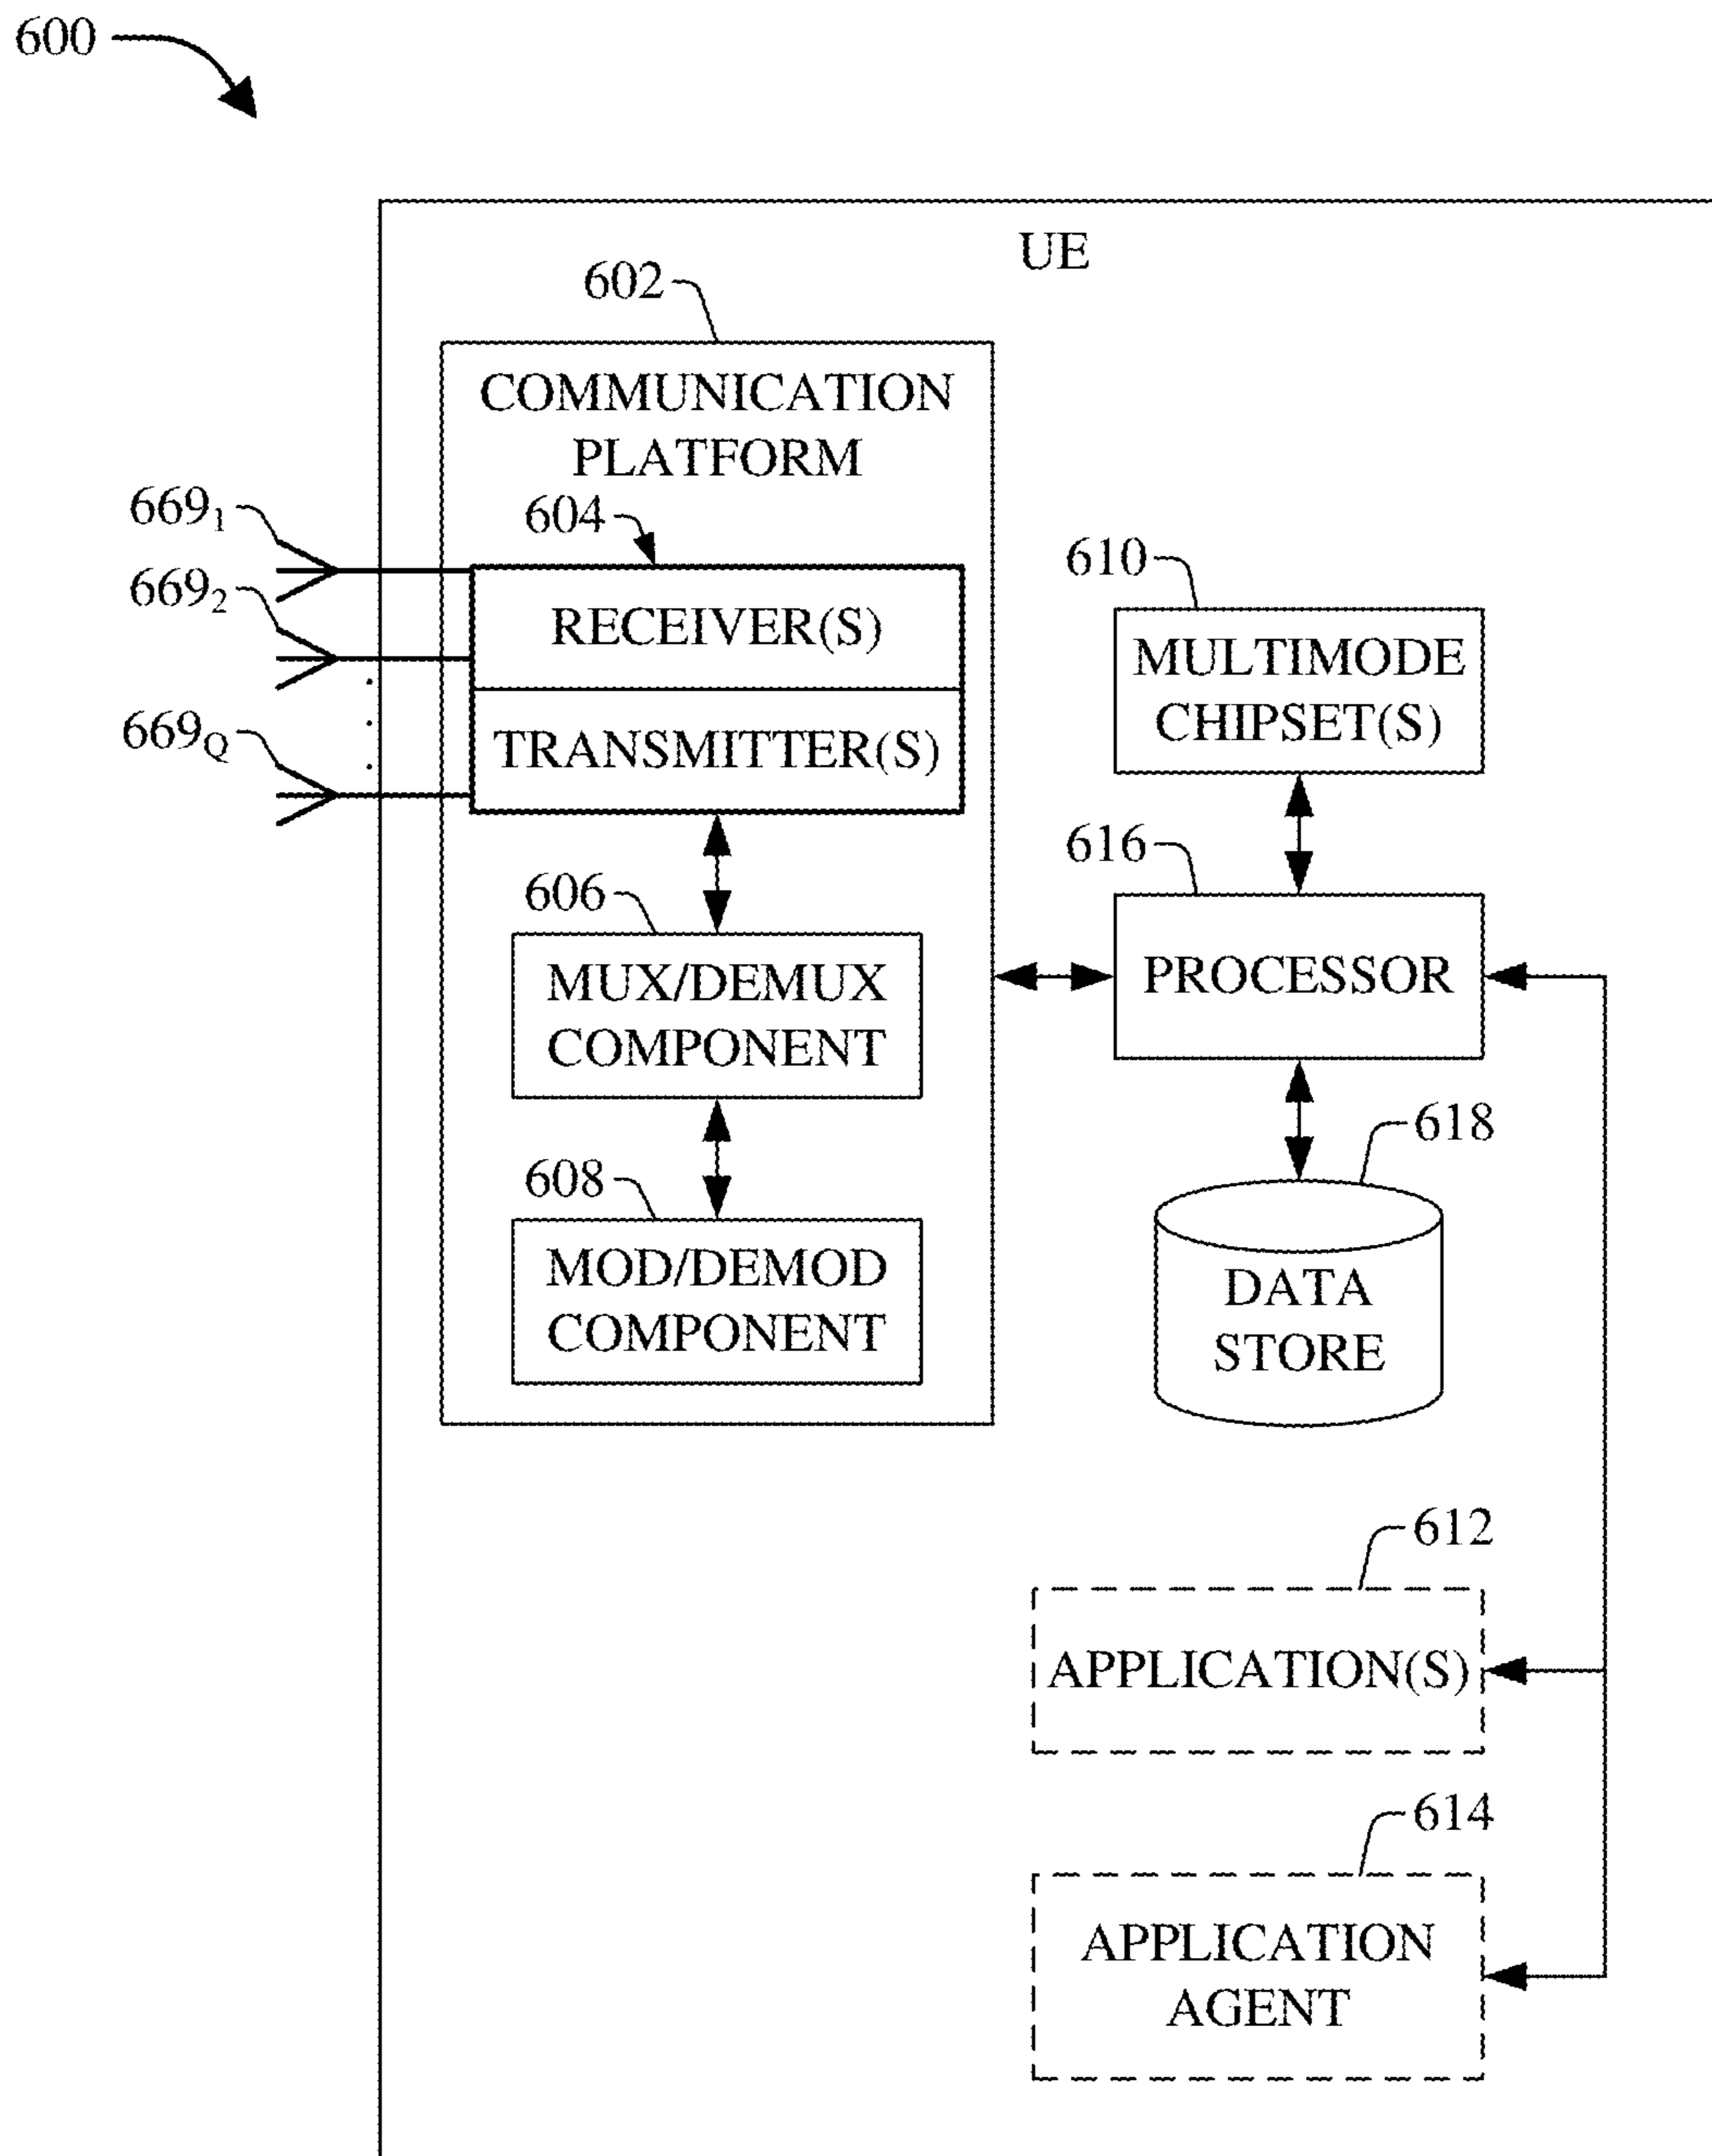 600
UE
602
COMMUNICATION
PLATFORM
669₁
604
669₂
RECEIVER(S)
669Q
TRANSMITTER(S)
610
MULTIMODE
CHIPSET(S)
616
PROCESSOR
606
MUX/DEMUX
COMPONENT
618
608
MOD/DEMOD
COMPONENT
DATA
STORE
612
APPLICATION(S)
614
APPLICATION
AGENT